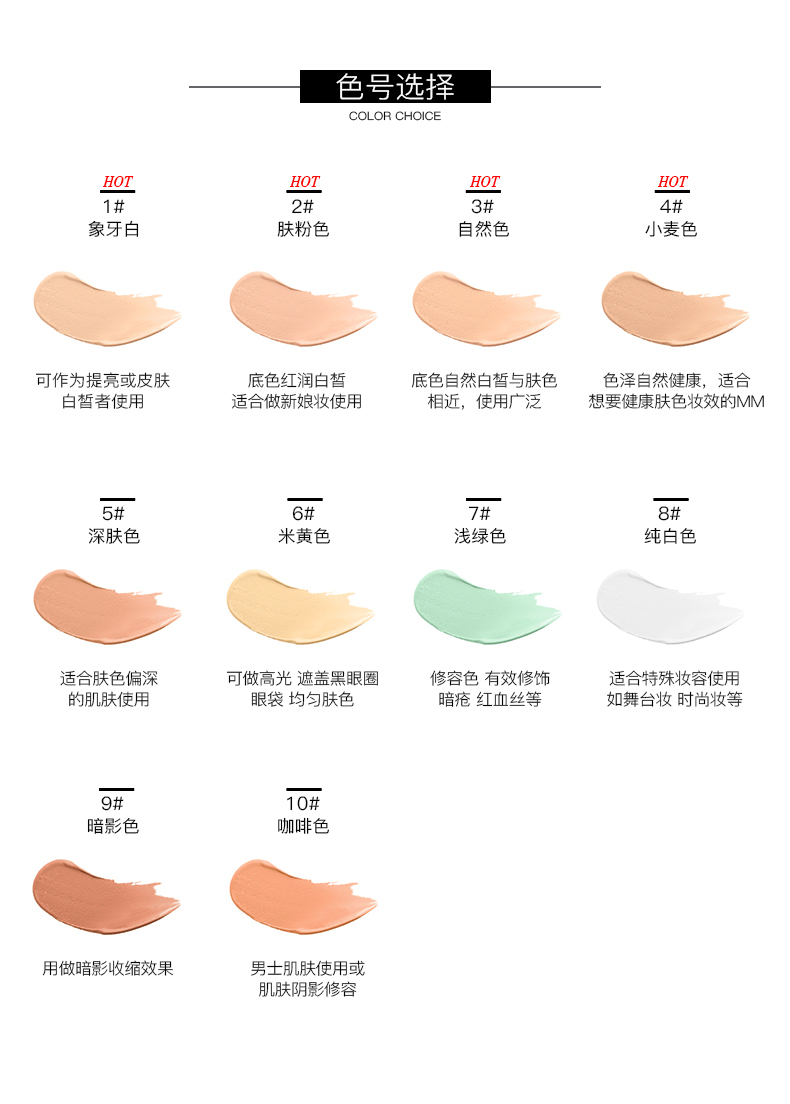 色号选择
COLOR CHOICE
HOT
1#
象牙白
可作为提亮或皮肤
白皙者使用
HOT
2#
肤粉色
底色红润白皙
适合做新娘妆使用
HOT
3#
自然色
底色自然白皙与肤色
相近，使用广泛
HOT
4#
小麦色
色泽自然健康，适合
想要健康肤色妆效的MM
5#
深肤色
适合肤色偏深
的肌肤使用
6#
米黄色
可做高光 遮盖黑眼圈
眼袋 均匀肤色
7#
浅绿色
修容色 有效修饰
暗疮 红血丝等
8#
纯白色
适合特殊妆容使用
如舞台妆 时尚妆等
9#
暗影色
用做暗影收缩效果
10#
咖啡色
男士肌肤使用或
肌肤阴影修容